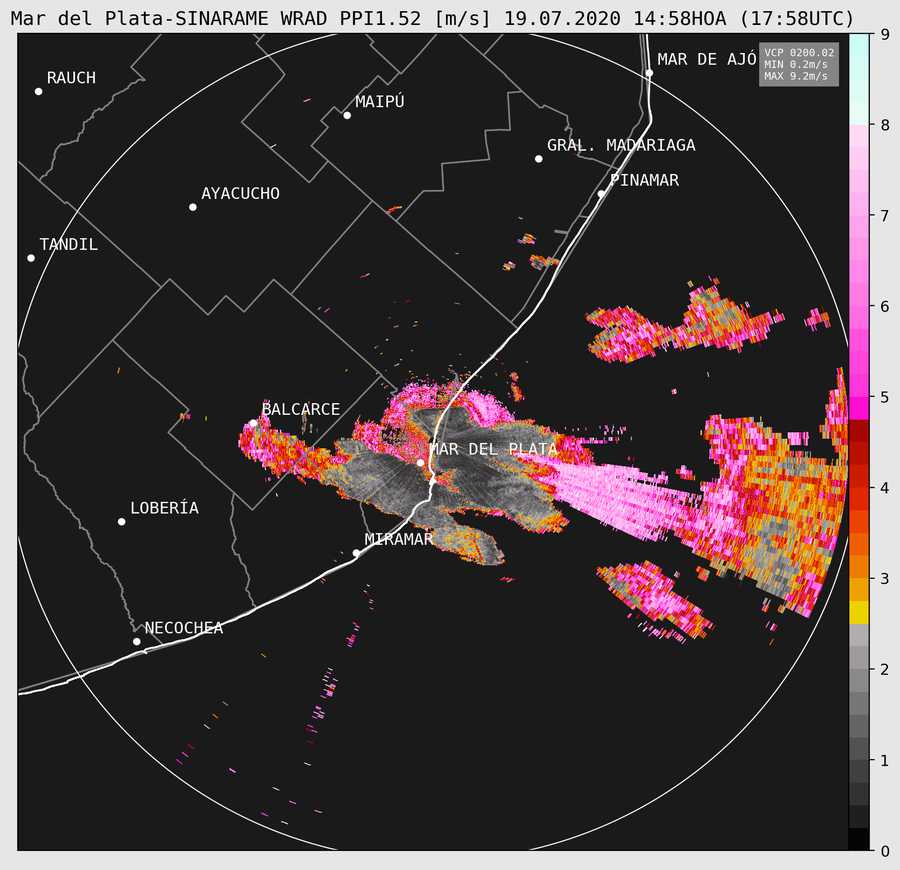 Mar del Plata-SINARAME WRAD PPI1.52 [m/s] 19.07.2020 14:58HOA (17:58UTC)
VCP 0200.02
MIN 0.2m/s
MAX 9.2m/s
MAR DE AJÓ
RAUCH
MAIPÚ
GRAL. MADARIAGA
PINAMAR
AYACUCHO
TANDIL
BALCARCE
MAR DEL PLATA
LOBERÍA
MIRAMAR
NECOCHEA
9
8
7
6
5
4
3
2
1
0